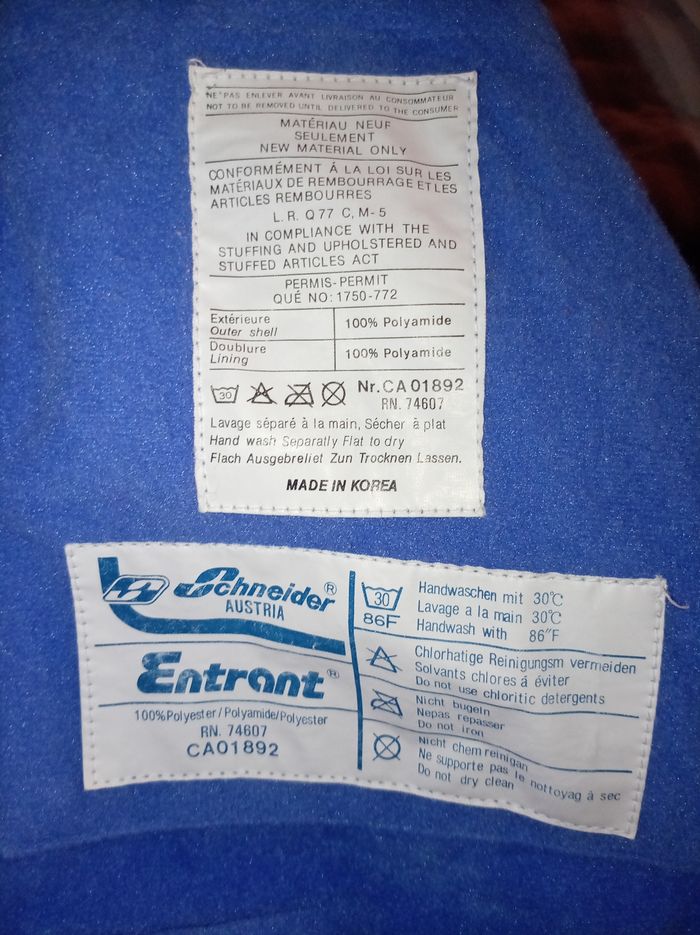 NE PAS ENLEVER AVANT LIVRAISON AU CONSOMMATEUR
NOT TO BE REMOVED UNTIL DELIVERED TO THE CONSUMER
MATÉRIAU NEUF
SEULEMENT
NEW MATERIAL ONLY
CONFORMÉMENT À LA LOI SUR LES
MATÉRIAUX DE REMBOURRAGE ET LES
ARTICLES REMBOURRES
L. R. Q 77 C, M-5
IN COMPLIANCE WITH THE
STUFFING AND UPHOLSTERED AND
STUFFED ARTICLES ACT
PERMIS-PERMIT
QUÉ NO: 1750-772
Extérieure
Outer shell
100% Polyamide
Doublure
Lining
100% Polyamide
30
Nr. CA 01892
RN. 74607
Lavage séparé à la main, Sécher à plat
Hand wash Separatly Flat to dry
Flach Ausgebreliet Zun Trocknen Lassen.
MADE IN KOREA
Schneider®
AUSTRIA
Entrant®
100%Polyester/Polyamide/Polyester
RN. 74607
CA01892
30
86F
Handwaschen mit 30℃
Lavage a la main 30℃
Handwash with 86″F
Chlorhatige Reinigungsm vermeiden
Solvants chlores á éviter
Do not use chloritic detergents
Nicht bugeln
Nepas repasser
Do not iron
Nicht chem reinigan
Ne supporte pas le nottoyag à sec
Do not dry clean